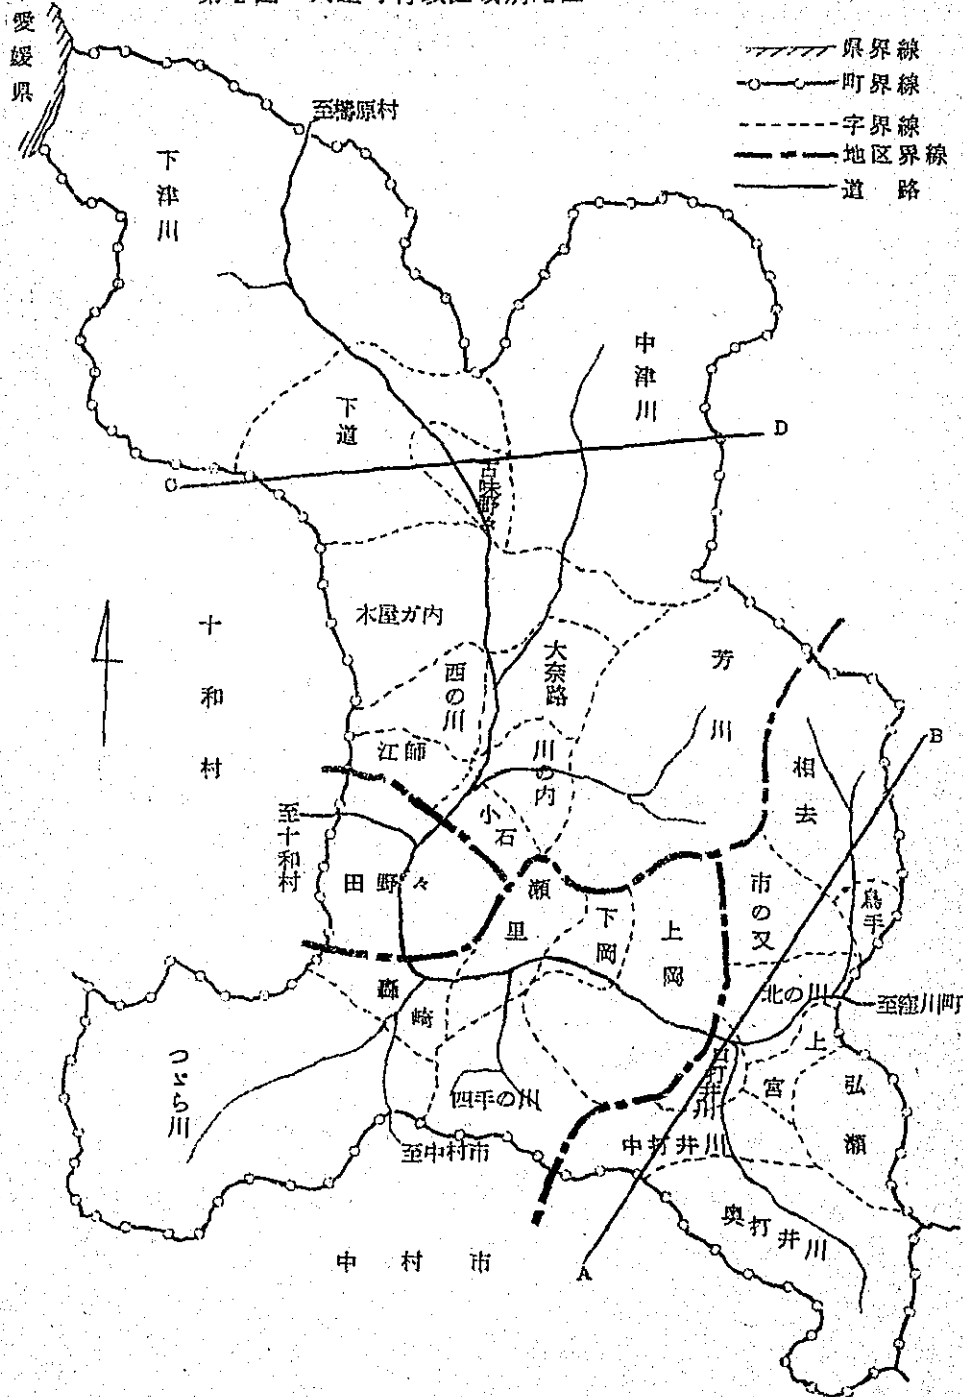 愛媛県
県界線
町界線
字界線
地区界線
道路
至梼原村
下津川
中津川
下道
古味野々
C
D
十和村
木屋ガ内
西の川
大奈路
芳川
江師
川の内
小石
相去
B
至十和村
田野々
瀬里
下岡
上岡
市の又
烏手
轟崎
北の川
至窪川町
口打井川
上宮
弘瀬
つゞら川
四手の川
至中村市
中打井川
奥打井川
中村市
A